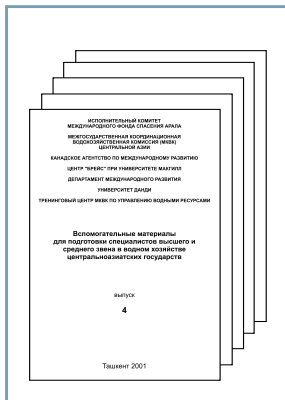 ИСПОЛНИТЕЛЬНЫЙ КОМИТЕТ
МЕЖДУНАРОДНОГО ФОНДА СПАСЕНИЯ АРАЛА
МЕЖГОСУДАРСТВЕННАЯ КООРДИНАЦИОННАЯ
ВОДОХОЗЯЙСТВЕННАЯ КОМИССИЯ (МКВК)
ЦЕНТРАЛЬНОЙ АЗИИ
КАНАДСКОЕ АГЕНТСТВО ПО МЕЖДУНАРОДНОМУ РАЗВИТИЮ
ЦЕНТР "БРЕЙС" ПРИ УНИВЕРСИТЕТЕ МАКГИЛЛ
ДЕПАРТАМЕНТ МЕЖДУНАРОДНОГО РАЗВИТИЯ
УНИВЕРСИТЕТ ДАНДИ
ТРЕНИНГОВЫЙ ЦЕНТР МКВК ПО УПРАВЛЕНИЮ ВОДНЫМИ РЕСУРСАМИ
Вспомогательные материалы
для подготовки специалистов высшего и
среднего звена в водном хозяйстве
центральноазиатских государств
выпуск
4
Ташкент 2001